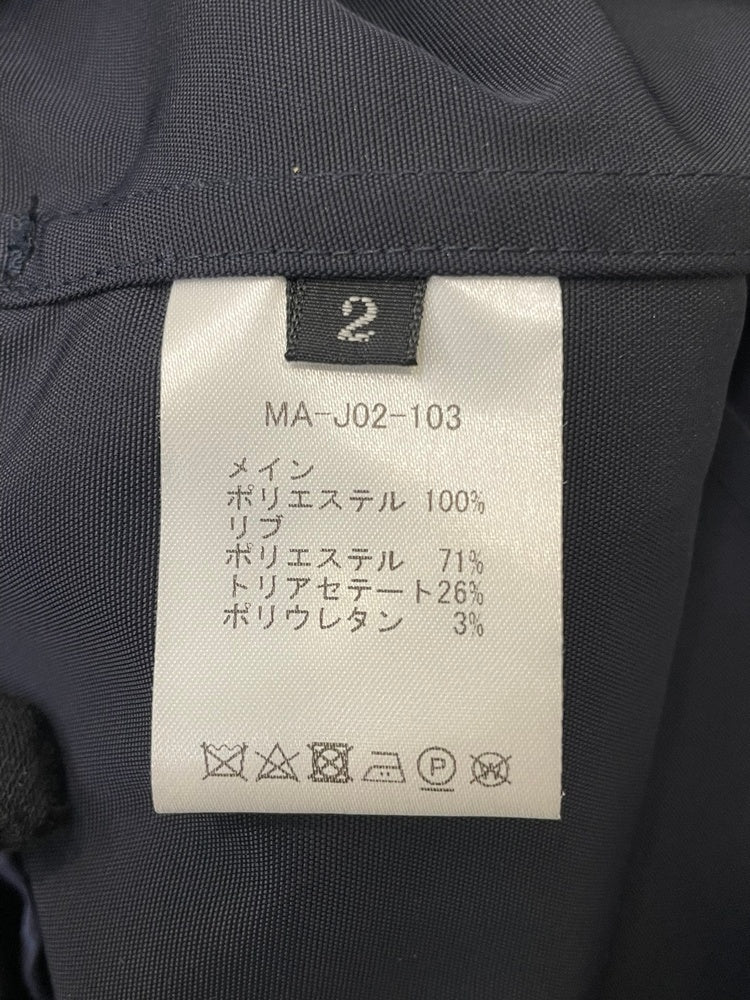 2
MA-J02-103
メイン
ポリエステル 100%
リブ
ポリエステル 71%
トリアセテート26%
ポリウレタン 3%
P W